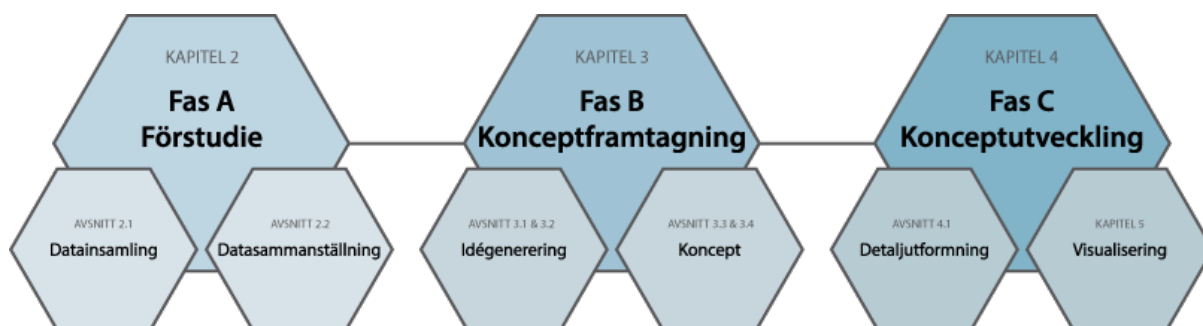 KAPITEL 2
Fas A
Förstudie
AVSNITT 2.1
Datainsamling
AVSNITT 2.2
Datasammanställning
KAPITEL 3
Fas B
Konceptframtagning
AVSNITT 3.1 & 3.2
Idégenerering
AVSNITT 3.3 & 3.4
Koncept
KAPITEL 4
Fas C
Konceptutveckling
AVSNITT 4.1
Detaljutformning
KAPITEL 5
Visualisering